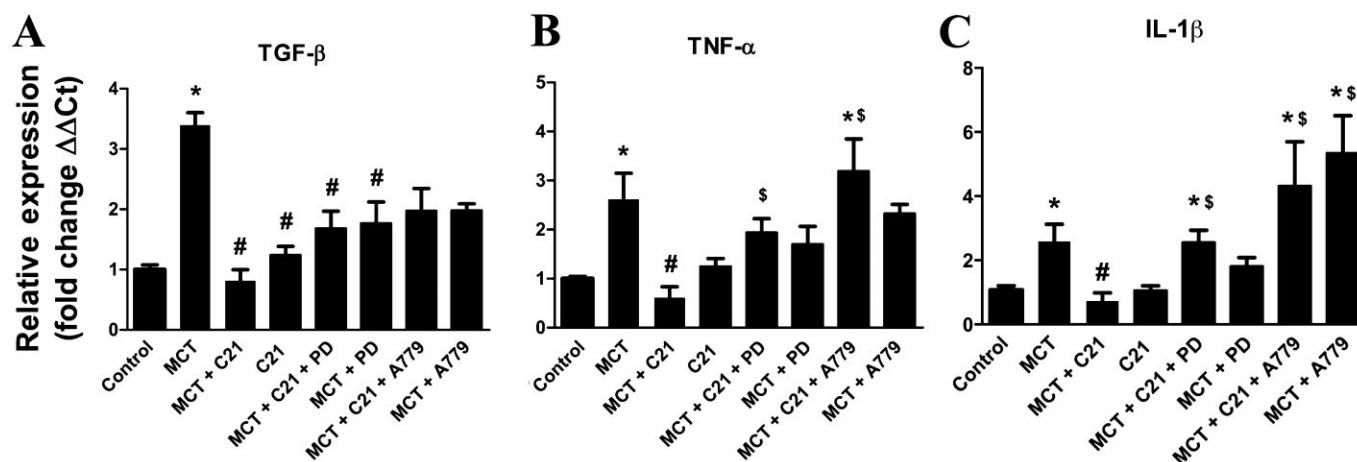 A
TGF-β
Relative expression
(fold change ΔΔCt)
4
3
2
1
0
*
#
#
#
#
Control
MCT
MCT + C21
C21
MCT + C21 + PD
MCT + PD
MCT + C21 + A779
MCT + A779
B
TNF-α
5
4
3
2
1
0
*
#
$
* $
Control
MCT
MCT + C21
C21
MCT + C21 + PD
MCT + PD
MCT + C21 + A779
MCT + A779
C
IL-1β
8
6
4
2
0
*
#
* $
* $
* $
Control
MCT
MCT + C21
C21
MCT + C21 + PD
MCT + PD
MCT + C21 + A779
MCT + A779